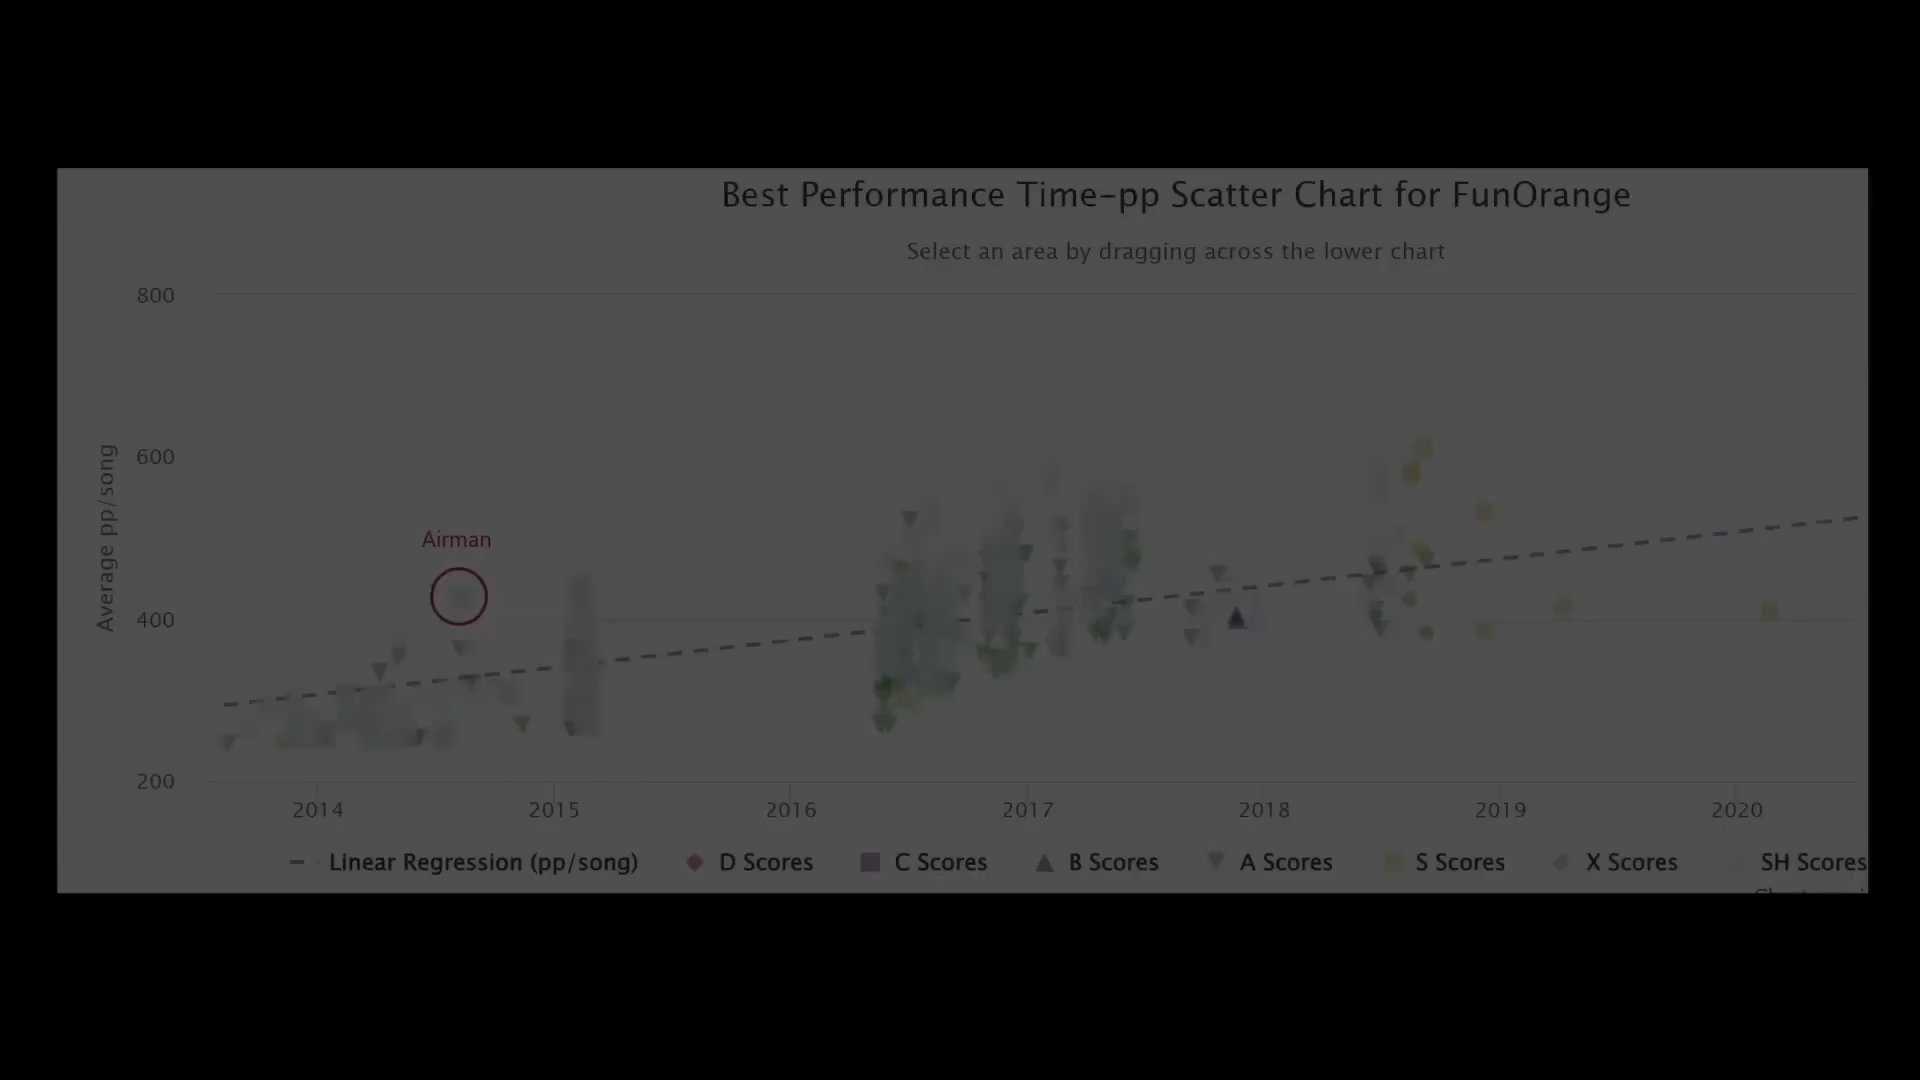 Best Performance Time-pp Scatter Chart for FunOrange
Select an area by dragging across the lower chart
800
600
400
200
Average pp/song
Airman
2014 2015 2016 2017 2018 2019 2020
Linear Regression (pp/song) D Scores C Scores B Scores A Scores S Scores X Scores SH Scores